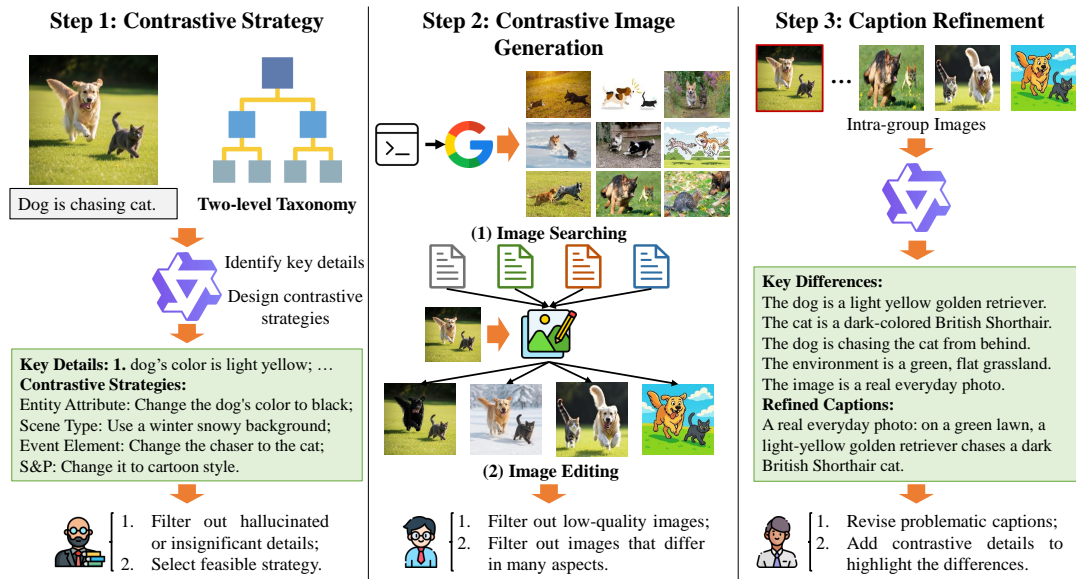 Step 1: Contrastive Strategy
Dog is chasing cat.
Two-level Taxonomy
Identify key details
Design contrastive
strategies
Key Details: 1. dog's color is light yellow; …
Contrastive Strategies:
Entity Attribute: Change the dog's color to black;
Scene Type: Use a winter snowy background;
Event Element: Change the chaser to the cat;
S&P: Change it to cartoon style.
1. Filter out hallucinated
or insignificant details;
2. Select feasible strategy.
Step 2: Contrastive Image
Generation
(1) Image Searching
(2) Image Editing
1. Filter out low-quality images;
2. Filter out images that differ
in many aspects.
Step 3: Caption Refinement
...
Intra-group Images
Key Differences:
The dog is a light yellow golden retriever.
The cat is a dark-colored British Shorthair.
The dog is chasing the cat from behind.
The environment is a green, flat grassland.
The image is a real everyday photo.
Refined Captions:
A real everyday photo: on a green lawn, a
light-yellow golden retriever chases a dark
British Shorthair cat.
1. Revise problematic captions;
2. Add contrastive details to
highlight the differences.